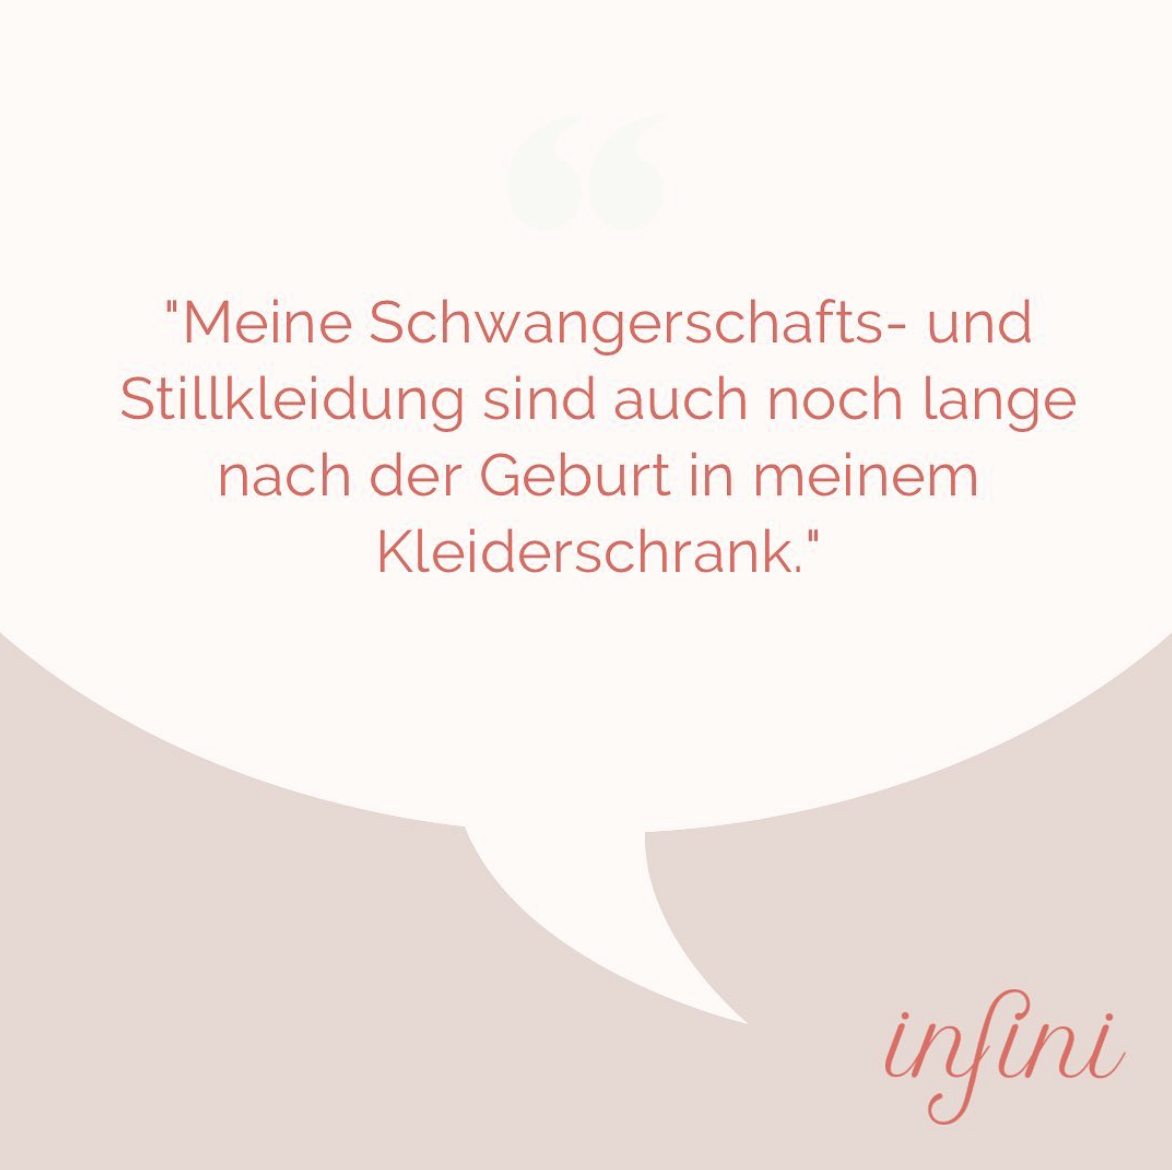 "Meine Schwangerschafts- und
Stillkleidung sind auch noch lange
nach der Geburt in meinem
Kleiderschrank."
infini